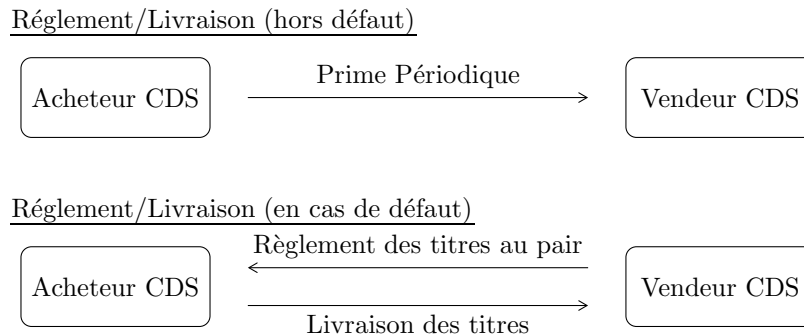 Réglement/Livraison (hors défaut)
Prime Périodique
Acheteur CDS
Vendeur CDS
Réglement/Livraison (en cas de défaut)
Règlement des titres au pair
Acheteur CDS
Vendeur CDS
Livraison des titres